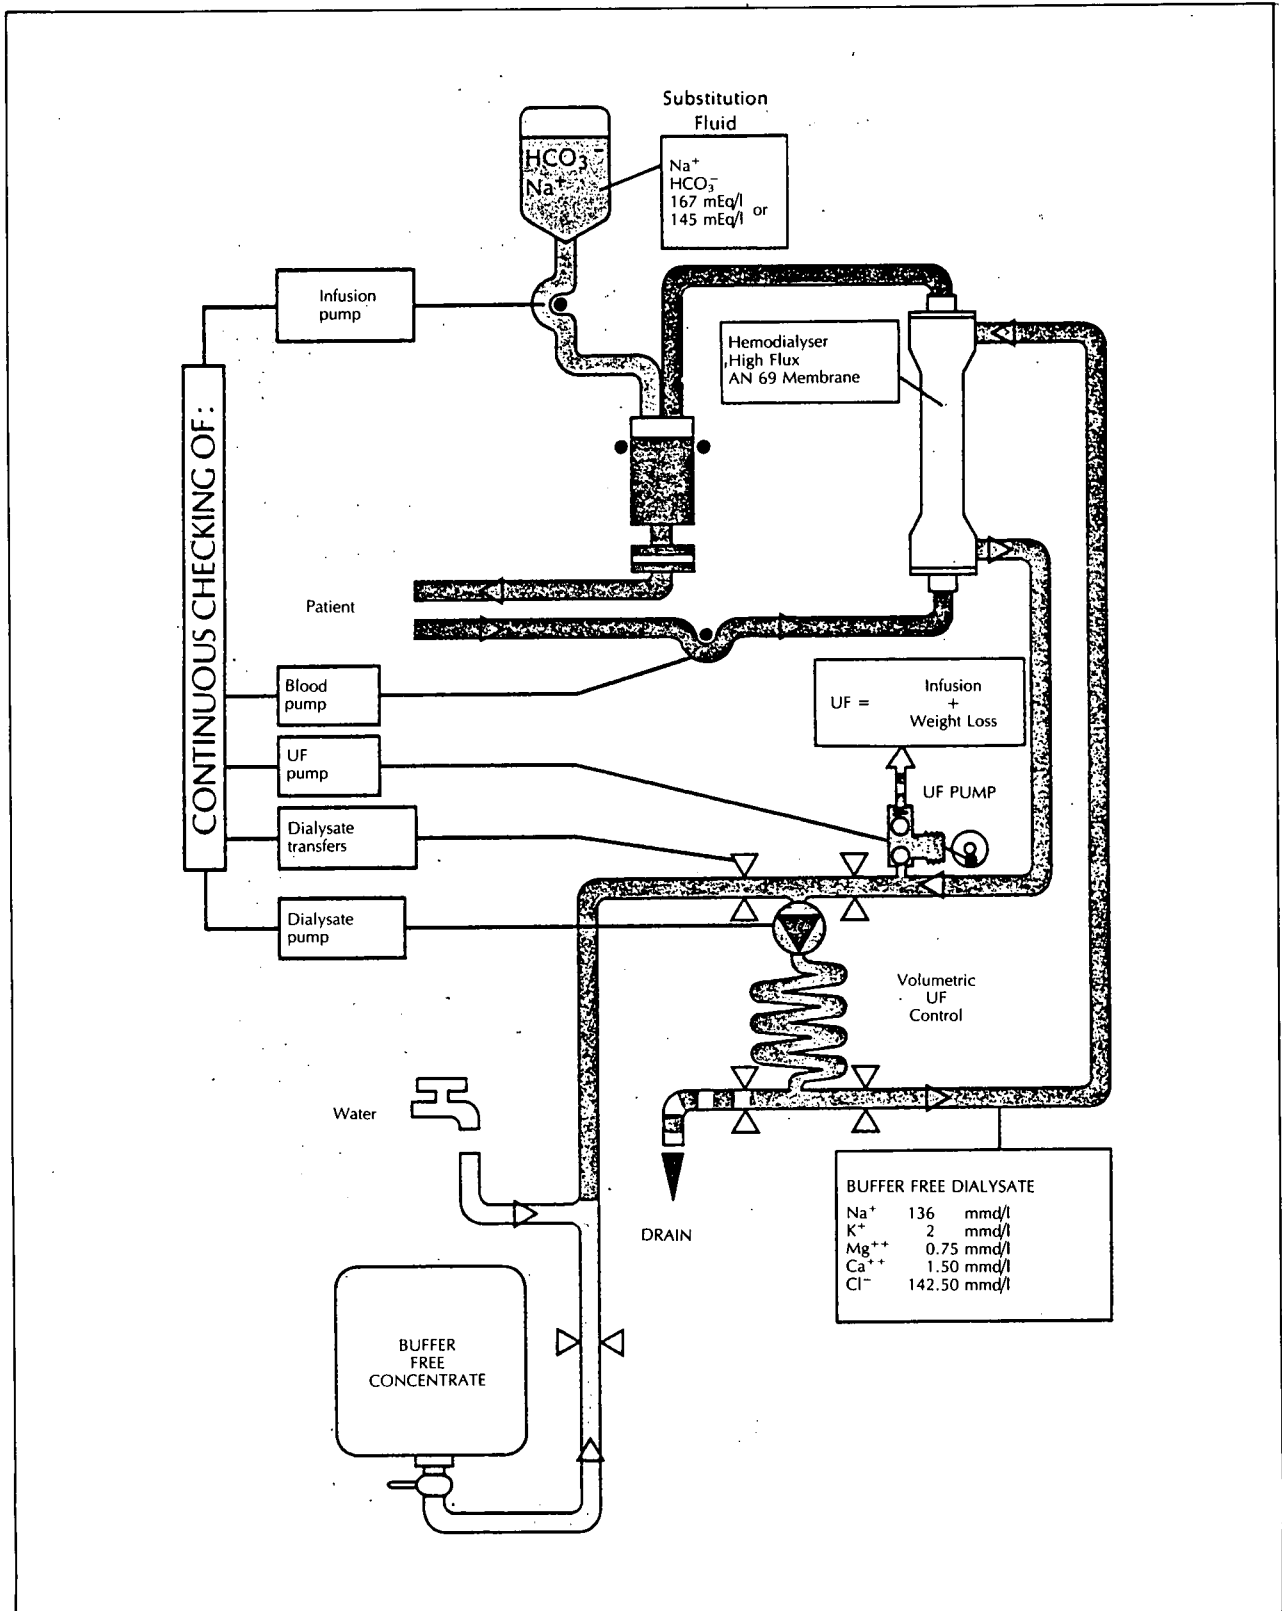 Substitution
Fluid
HCO₃⁻
Na⁺
Na⁺
HCO₃⁻
167 mEq/l
145 mEq/l or
Infusion
pump
Hemodialyser
High Flux
AN 69 Membrane
CONTINUOUS CHECKING OF:
Patient
Blood
pump
UF =
Infusion
+
Weight Loss
UF
pump
UF PUMP
Dialysate
transfers
Dialysate
pump
Volumetric
UF
Control
Water
DRAIN
BUFFER FREE DIALYSATE
Na⁺ 136 mmd/l
K⁺ 2 mmd/l
Mg⁺⁺ 0.75 mmd/l
Ca⁺⁺ 1.50 mmd/l
Cl⁻ 142.50 mmd/l
BUFFER
FREE
CONCENTRATE